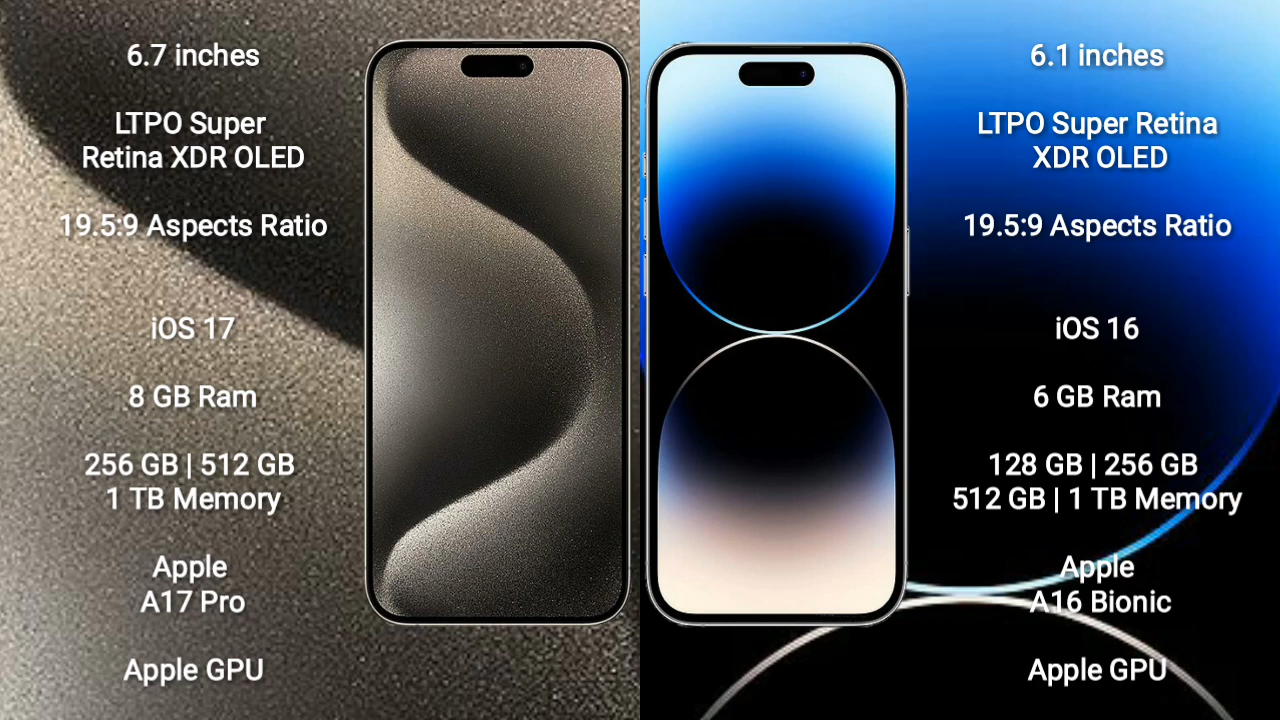 6.7 inches
LTPO Super
Retina XDR OLED
19.5:9 Aspects Ratio
iOS 17
8 GB Ram
256 GB | 512 GB
1 TB Memory
Apple
A17 Pro
Apple GPU
6.1 inches
LTPO Super Retina
XDR OLED
19.5:9 Aspects Ratio
iOS 16
6 GB Ram
128 GB | 256 GB
512 GB | 1 TB Memory
Apple
A16 Bionic
Apple GPU